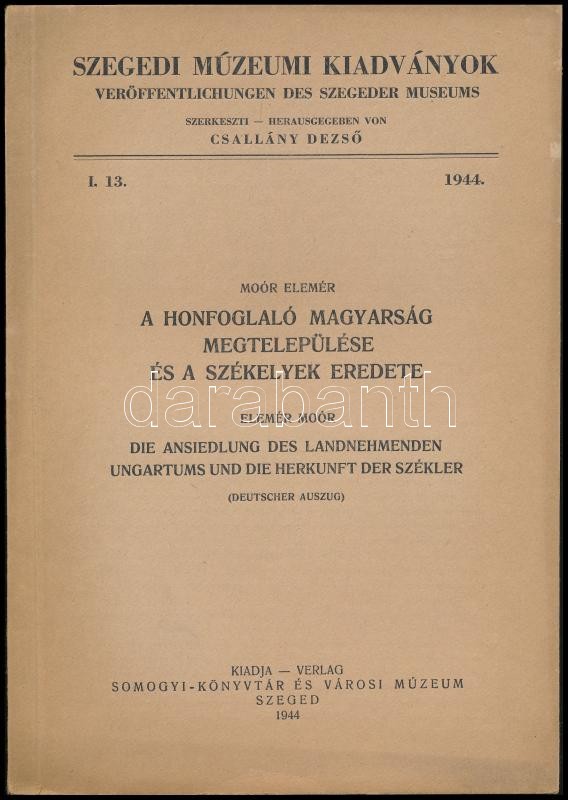 SZEGEDI MÚZEUMI KIADVÁNYOK
VERÖFFENTLICHUNGEN DES SZEGEDER MUSEUMS
SZERKESZTI — HERAUSGEGEBEN VON
CSALLÁNY DEZSŐ
I. 13. 1944.
MOÓR ELEMÉR
A HONFOGLALÓ MAGYARSÁG
MEGTELEPÜLÉSE
ÉS A SZÉKELYEK EREDETE
darabanth
ELEMÉR MOÓR
DIE ANSIEDLUNG DES LANDNEHMENDEN
UNGARTUMS UND DIE HERKUNFT DER SZÉKLER
(DEUTSCHER AUSZUG)
KIADJA — VERLAG
SOMOGYI-KÖNYVTÁR ÉS VÁROSI MÚZEUM
SZEGED
1944